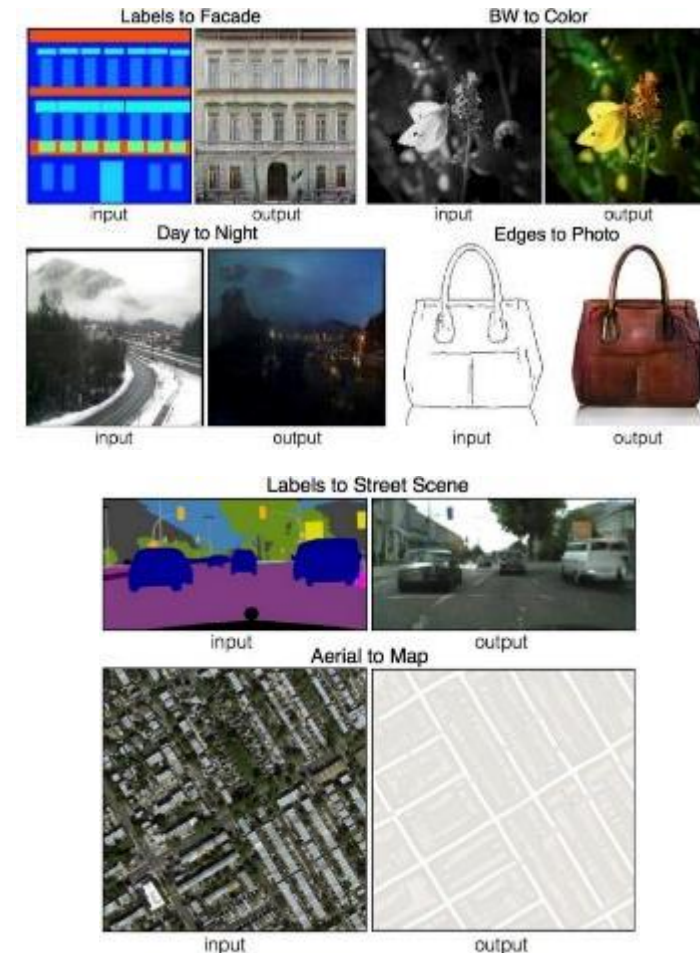 Labels to Facade
BW to Color
input
output
input
output
Day to Night
Edges to Photo
input
output
input
output
Labels to Street Scene
input
output
Aerial to Map
input
output